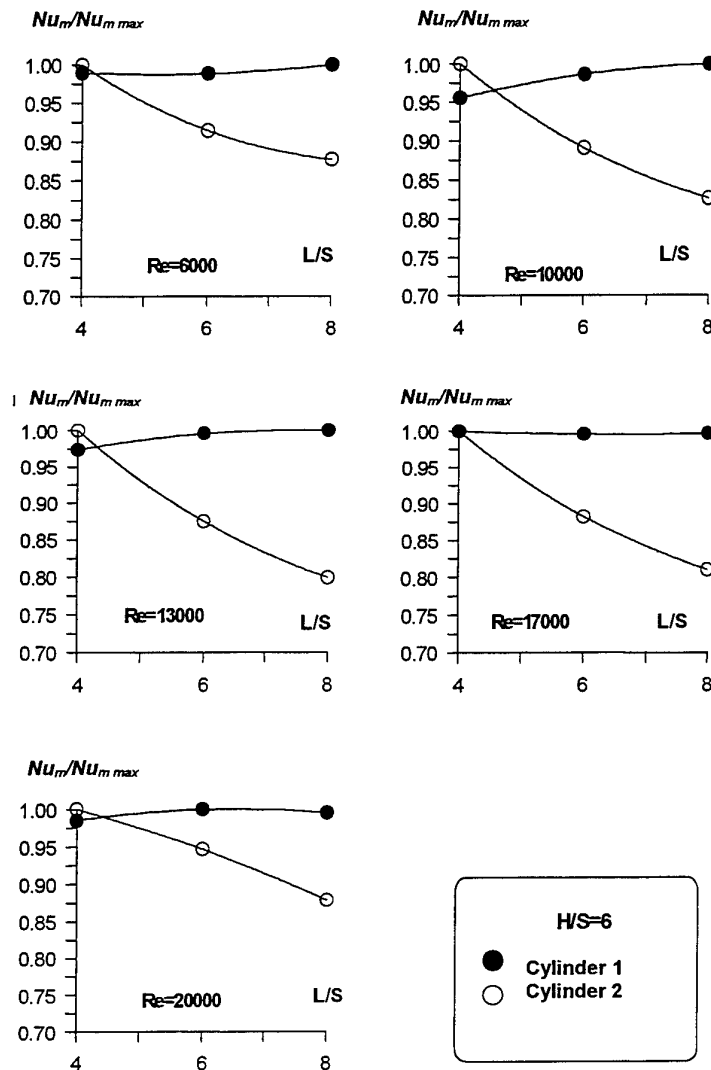 Nu_m/Nu_m max
1.00
0.95
0.90
0.85
0.80
0.75
0.70
Re=6000
L/S
4 6 8
Nu_m/Nu_m max
1.00
0.95
0.90
0.85
0.80
0.75
0.70
Re=10000
L/S
4 6 8
Nu_m/Nu_m max
1.00
0.95
0.90
0.85
0.80
0.75
0.70
Re=13000
L/S
4 6 8
Nu_m/Nu_m max
1.00
0.95
0.90
0.85
0.80
0.75
0.70
Re=17000
L/S
4 6 8
Nu_m/Nu_m max
1.00
0.95
0.90
0.85
0.80
0.75
0.70
Re=20000
L/S
4 6 8
H/S=6
Cylinder 1
Cylinder 2